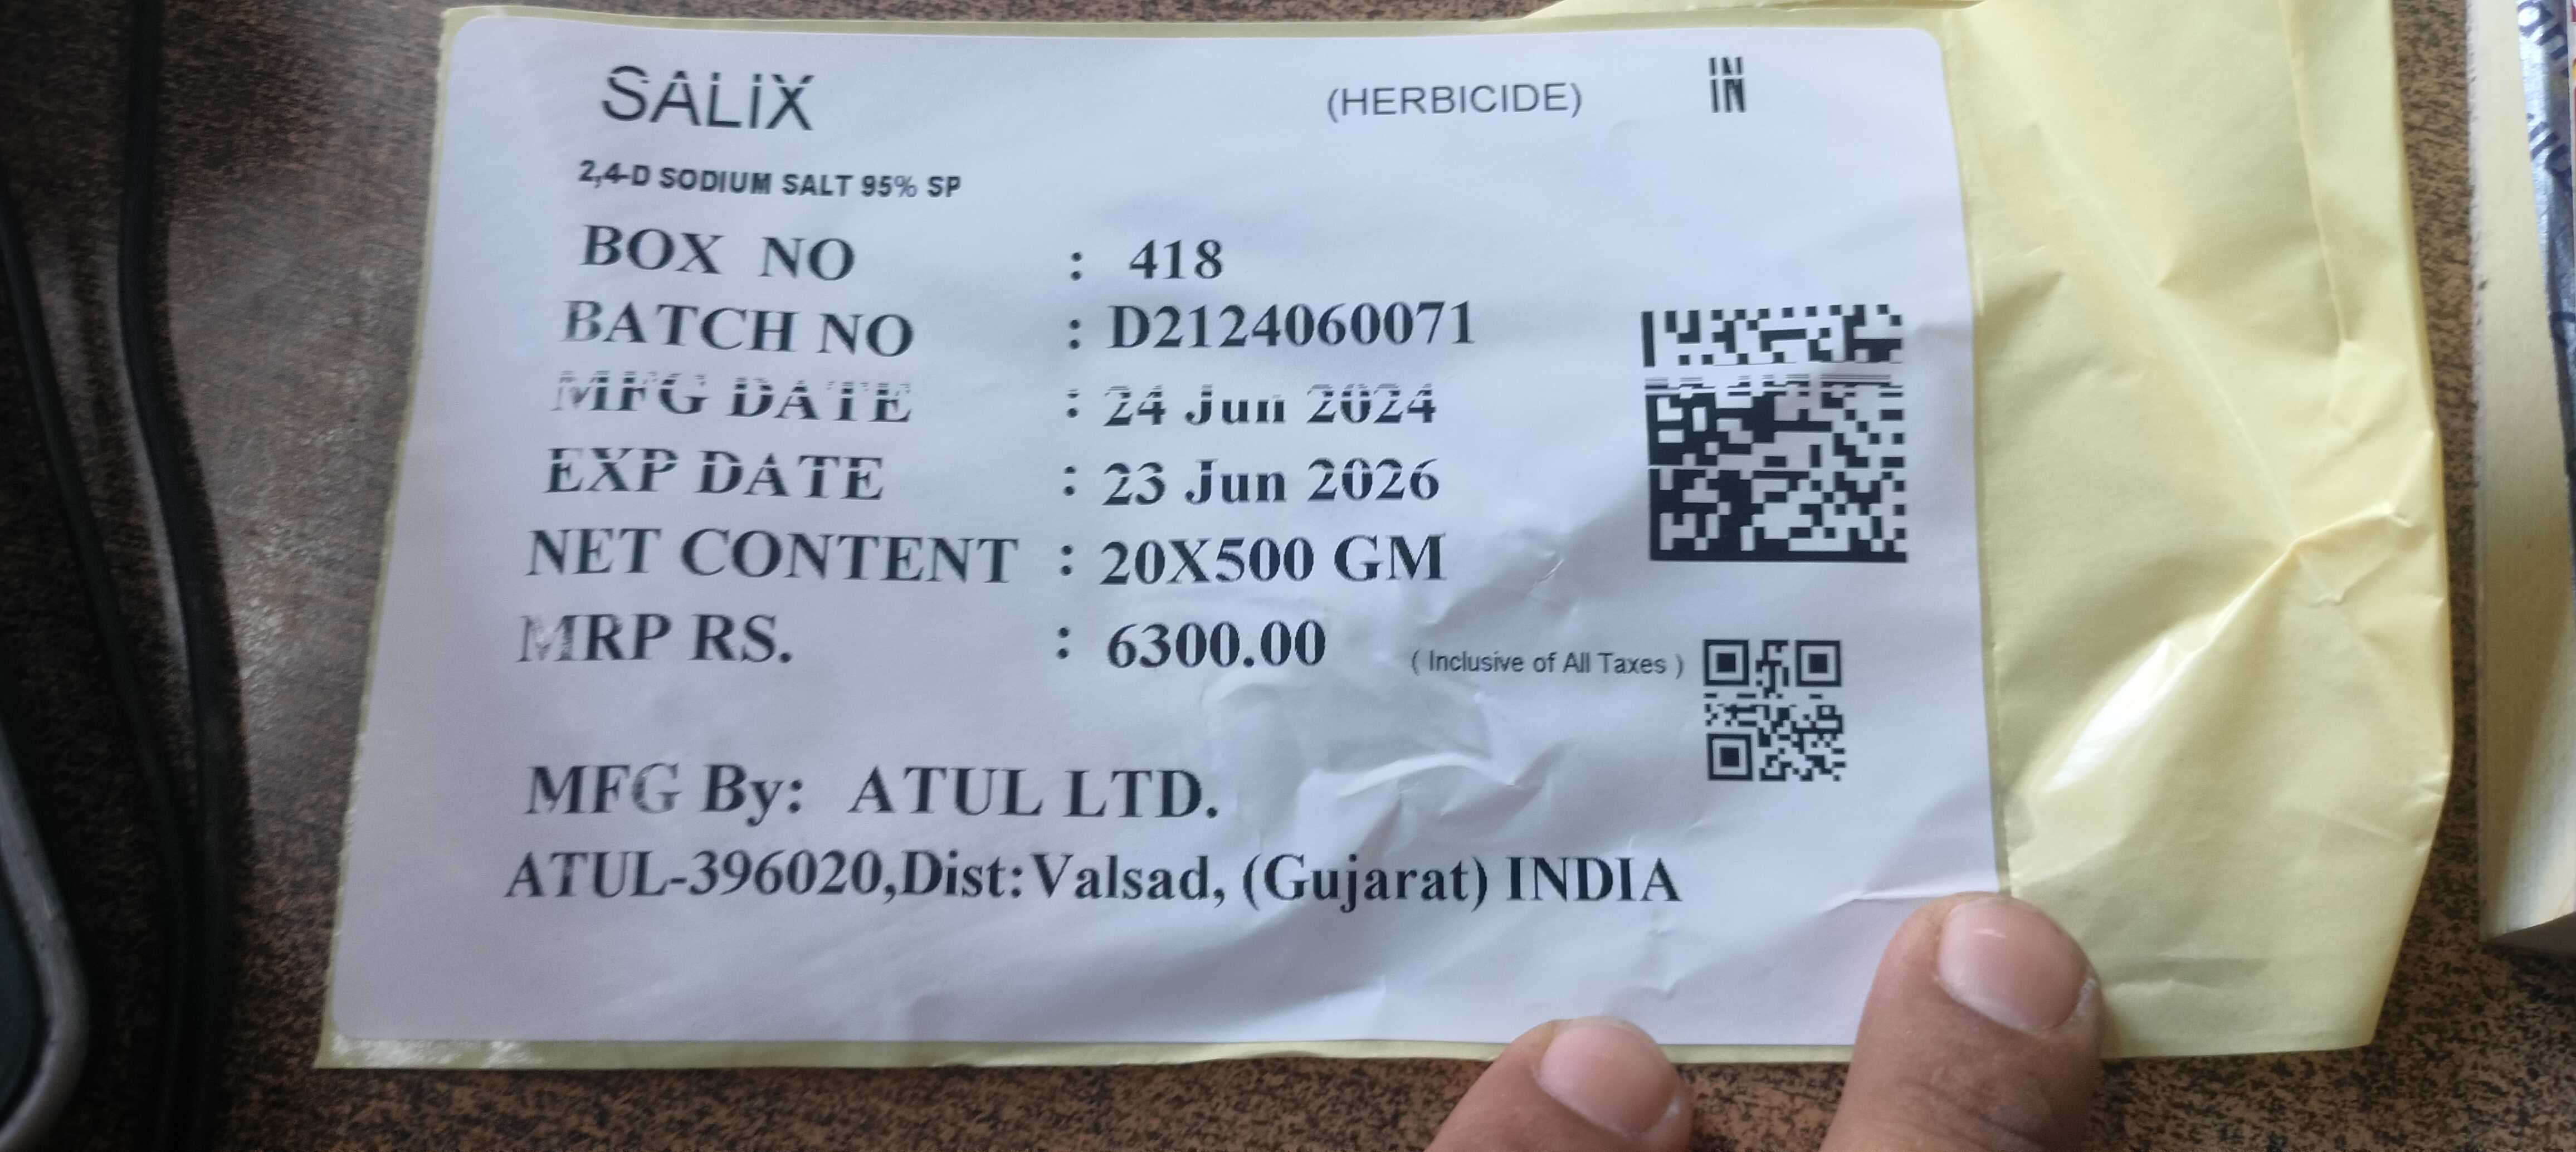 SALIX (HERBICIDE) IN
2,4-D SODIUM SALT 95% SP
BOX NO : 418
BATCH NO : D2124060071
MFG DATE : 24 Jun 2024
EXP DATE : 23 Jun 2026
NET CONTENT : 20X500 GM
MRP RS. : 6300.00 ( Inclusive of All Taxes )
MFG By: ATUL LTD.
ATUL-396020,Dist:Valsad, (Gujarat) INDIA